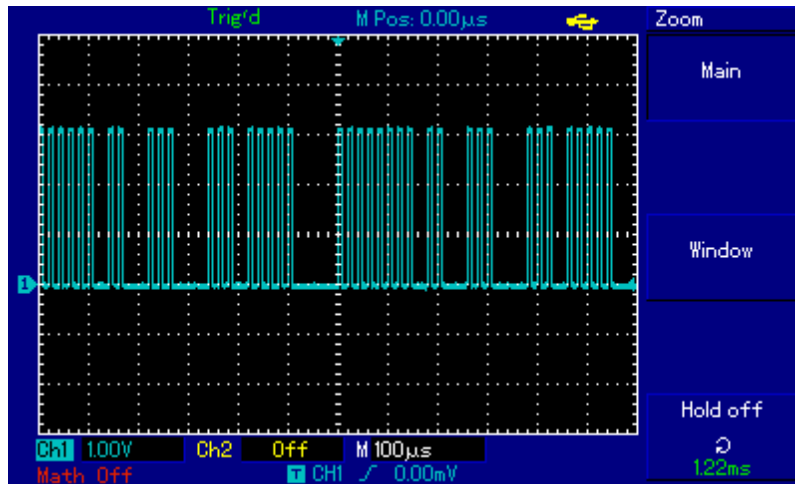 Trig'd M Pos: 0.00μs Zoom
Main
Window
1
Hold off
1.22ms
Ch1 1.00V Ch2 Off M 100μs
Math Off T CH1 0.00mV